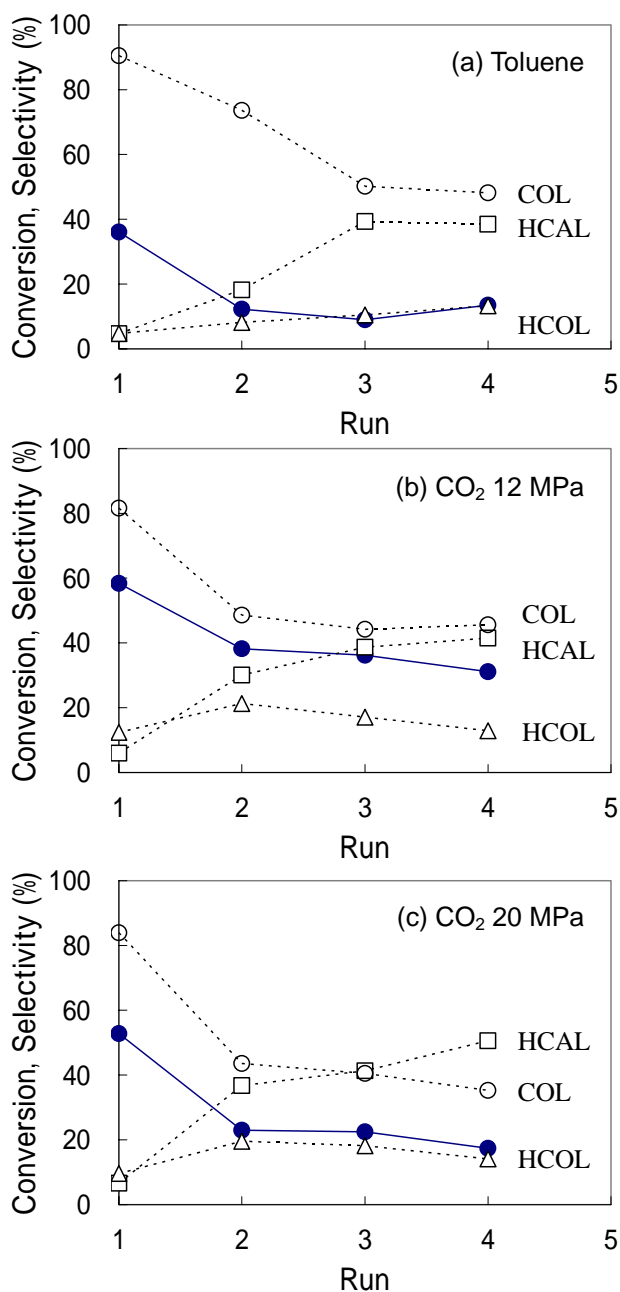 Conversion, Selectivity (%)
100
80
60
40
20
0
(a) Toluene
COL
HCAL
HCOL
1 2 3 4 5
Run
Conversion, Selectivity (%)
100
80
60
40
20
0
(b) CO₂ 12 MPa
COL
HCAL
HCOL
1 2 3 4 5
Run
Conversion, Selectivity (%)
100
80
60
40
20
0
(c) CO₂ 20 MPa
HCAL
COL
HCOL
1 2 3 4 5
Run